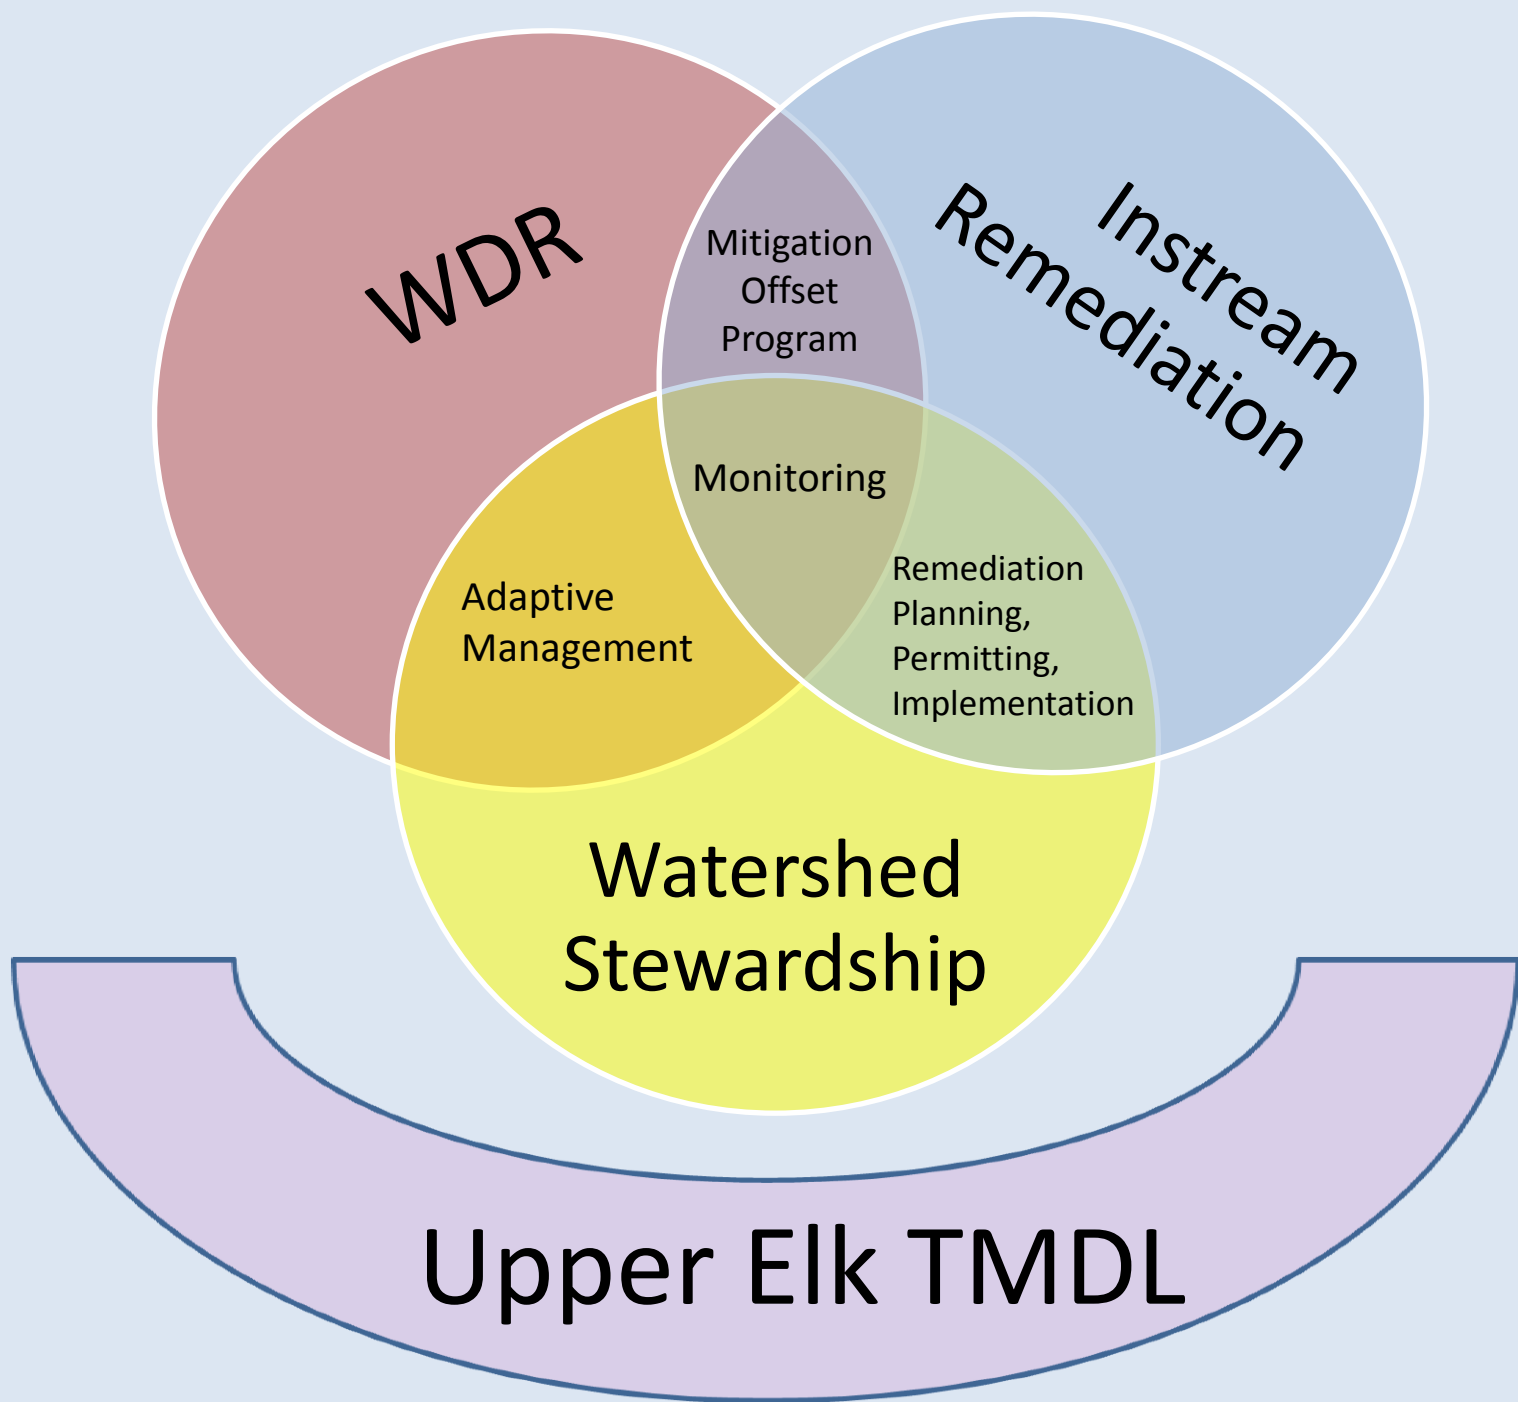 WDR
Instream
Remediation
Mitigation
Offset
Program
Monitoring
Adaptive
Management
Remediation
Planning,
Permitting,
Implementation
Watershed
Stewardship
Upper Elk TMDL